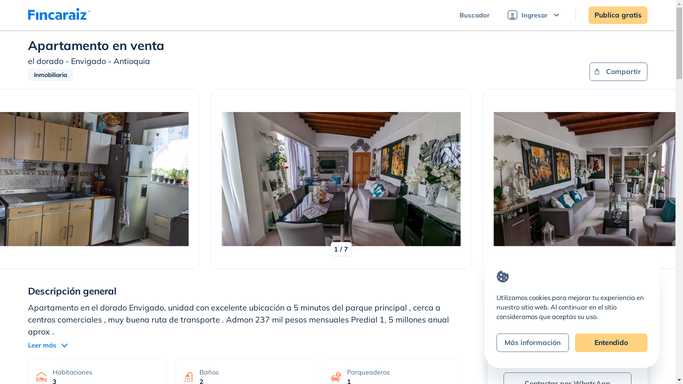 Fincaraiz
Buscador
Ingresar
Publica gratis
Apartamento en venta
el dorado - Envigado - Antioquia
Inmobiliaria
Compartir
1 / 7
Descripción general
Apartamento en el dorado Envigado, unidad con excelente ubicación a 5 minutos del parque principal , cerca a
centros comerciales , muy buena ruta de transporte . Admon 237 mil pesos mensuales Predial 1, 5 millones anual
aprox .
Leer más
Habitaciones
3
Baños
2
Parqueaderos
1
Utilizamos cookies para mejorar tu experiencia en
nuestro sitio web. Al continuar en el sitio
consideramos que aceptas su uso.
Más información
Entendido
Contactar por WhatsApp